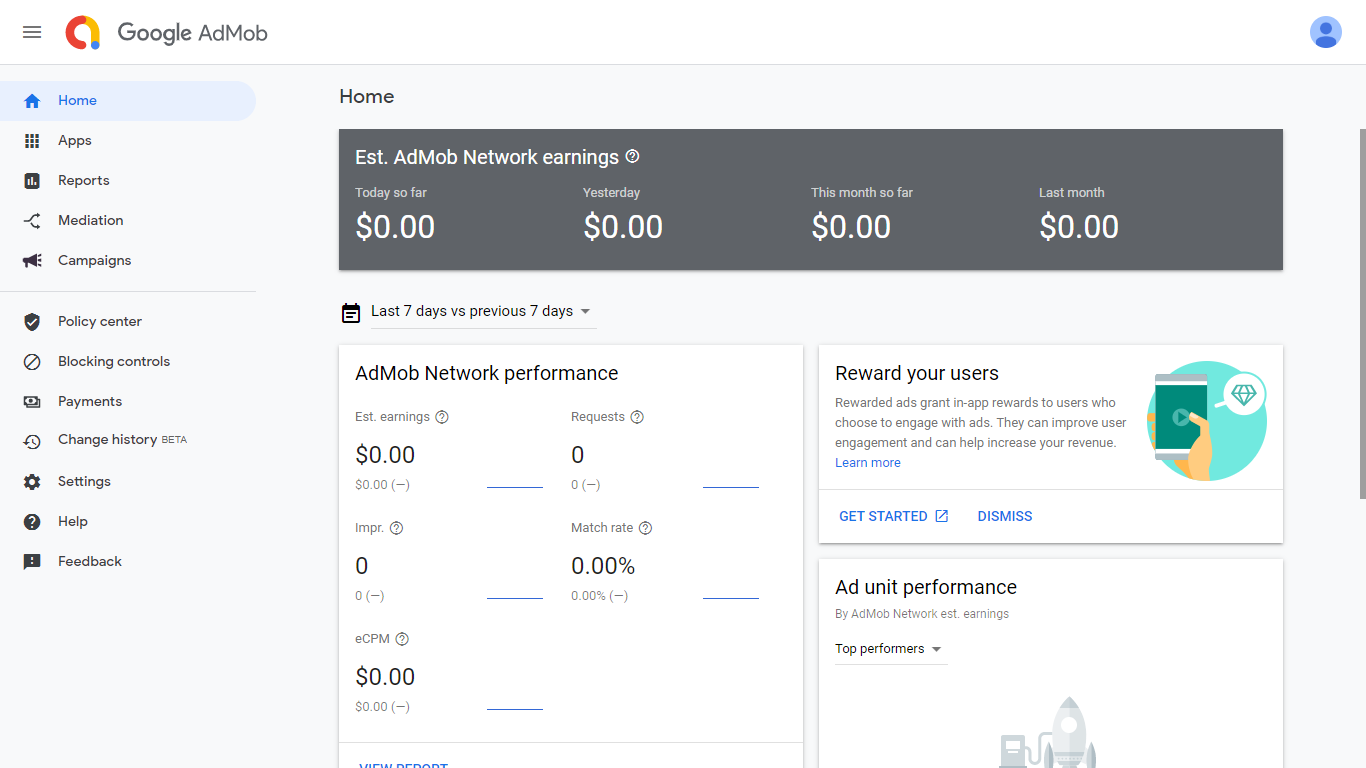 Google AdMob
Home
Apps
Reports
Mediation
Campaigns
Policy center
Blocking controls
Payments
Change history BETA
Settings
Help
Feedback
Home
Est. AdMob Network earnings
Today so far
$0.00
Yesterday
$0.00
This month so far
$0.00
Last month
$0.00
Last 7 days vs previous 7 days
AdMob Network performance
Est. earnings
$0.00
$0.00 (—)
Requests
0
0 (—)
Impr.
0
0 (—)
Match rate
0.00%
0.00% (—)
eCPM
$0.00
$0.00 (—)
VIEW REPORT
Reward your users
Rewarded ads grant in-app rewards to users who
choose to engage with ads. They can improve user
engagement and can help increase your revenue.
Learn more
GET STARTED
DISMISS
Ad unit performance
By AdMob Network est. earnings
Top performers